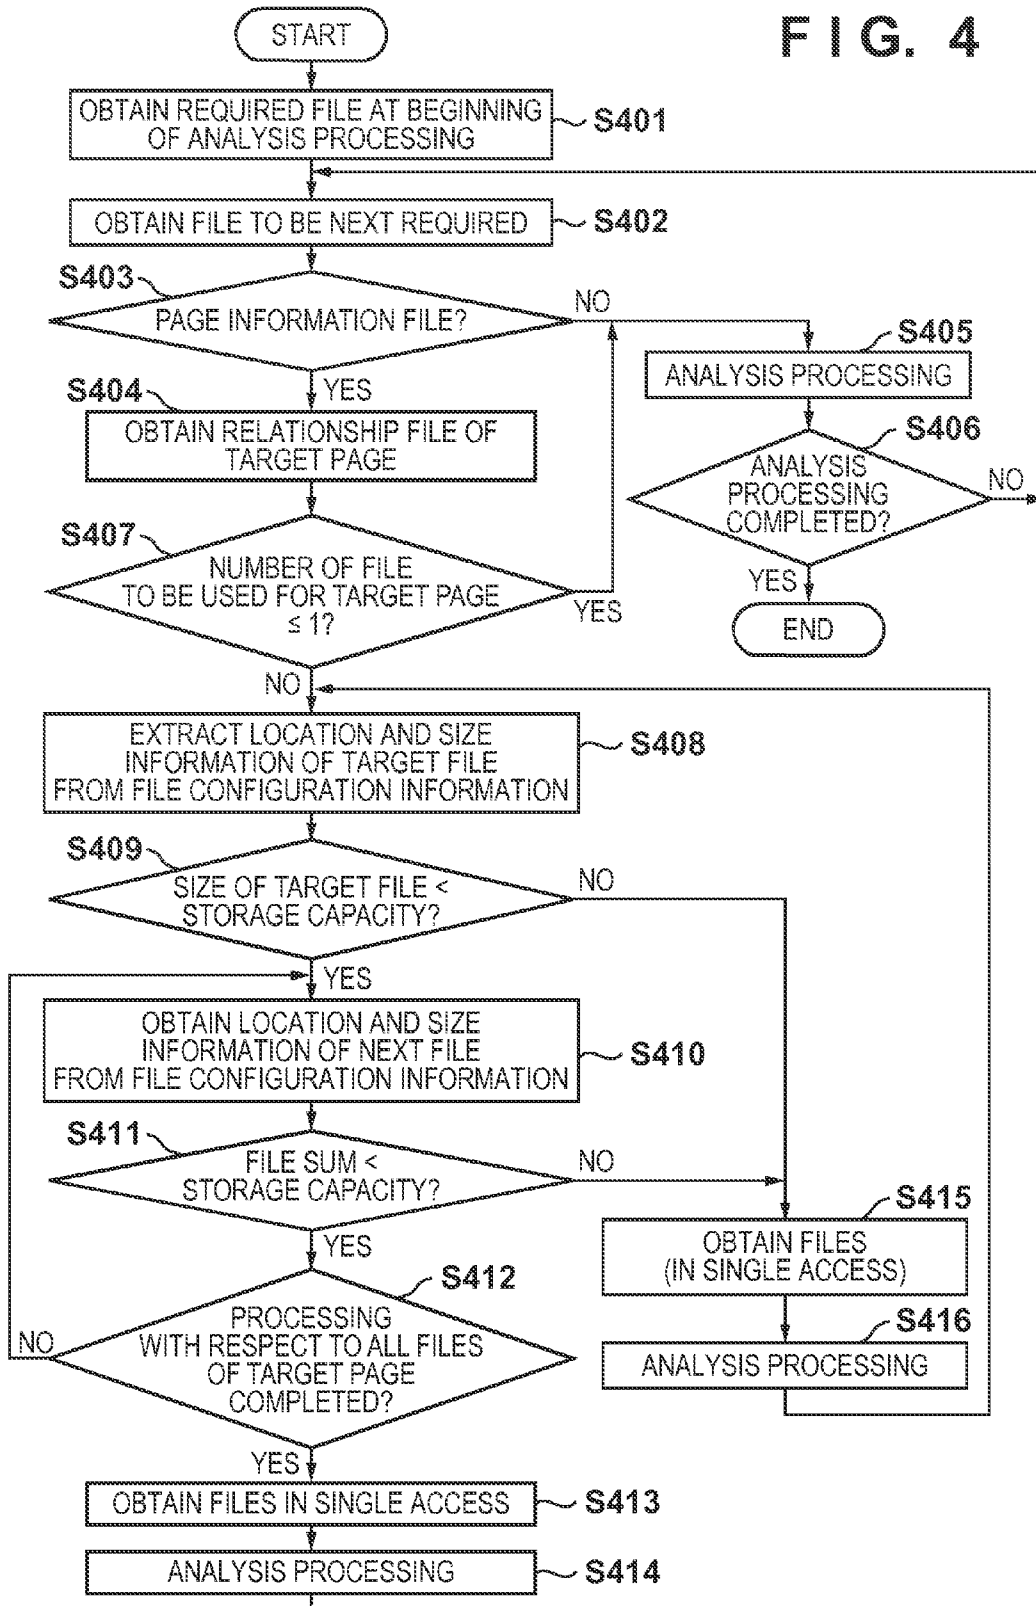 FIG. 4
START
OBTAIN REQUIRED FILE AT BEGINNING
OF ANALYSIS PROCESSING
S401
OBTAIN FILE TO BE NEXT REQUIRED
S402
S403
PAGE INFORMATION FILE?
NO
YES
S404
OBTAIN RELATIONSHIP FILE OF
TARGET PAGE
S405
ANALYSIS PROCESSING
S406
ANALYSIS
PROCESSING
COMPLETED?
NO
YES
END
S407
NUMBER OF FILE
TO BE USED FOR TARGET PAGE
≤ 1?
YES
NO
EXTRACT LOCATION AND SIZE
INFORMATION OF TARGET FILE
FROM FILE CONFIGURATION INFORMATION
S408
S409
SIZE OF TARGET FILE <
STORAGE CAPACITY?
NO
YES
OBTAIN LOCATION AND SIZE
INFORMATION OF NEXT FILE
FROM FILE CONFIGURATION INFORMATION
S410
S411
FILE SUM <
STORAGE CAPACITY?
NO
YES
S412
PROCESSING
WITH RESPECT TO ALL FILES
OF TARGET PAGE
COMPLETED?
NO
YES
S415
OBTAIN FILES
(IN SINGLE ACCESS)
S416
ANALYSIS PROCESSING
OBTAIN FILES IN SINGLE ACCESS
S413
ANALYSIS PROCESSING
S414